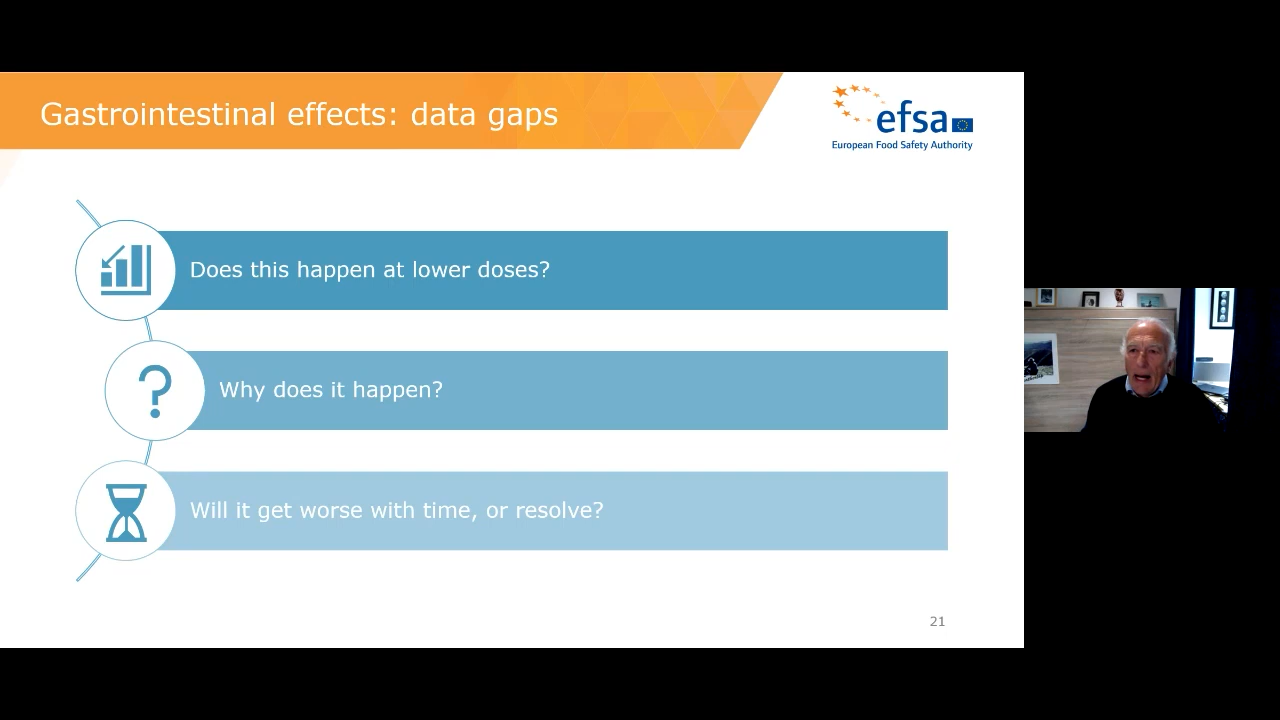 Gastrointestinal effects: data gaps
efsa
European Food Safety Authority
Does this happen at lower doses?
?
Why does it happen?
Will it get worse with time, or resolve?
21